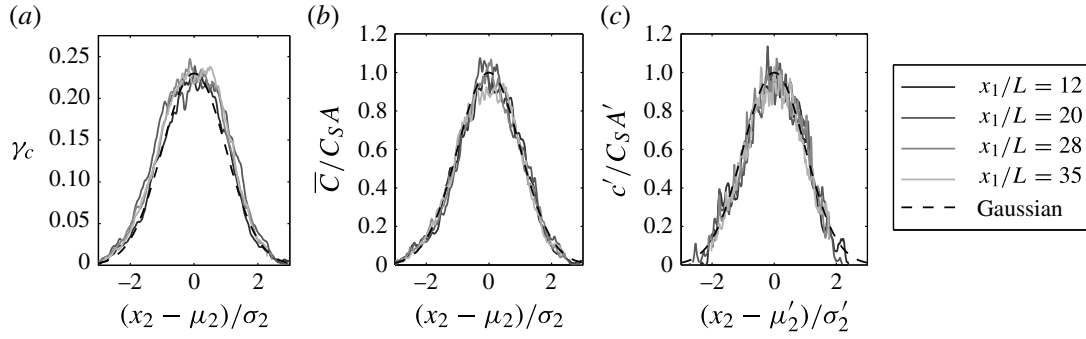 (a) (b) (c)
γc
0.25
0.20
0.15
0.10
0.05
0
−2 0 2
(x2 − μ2)/σ2
C̅/CSA
1.2
1.0
0.8
0.6
0.4
0.2
0
−2 0 2
(x2 − μ2)/σ2
c′/CSA′
1.2
1.0
0.8
0.6
0.4
0.2
0
−2 0 2
(x2 − μ′2)/σ′2
x1/L = 12
x1/L = 20
x1/L = 28
x1/L = 35
Gaussian